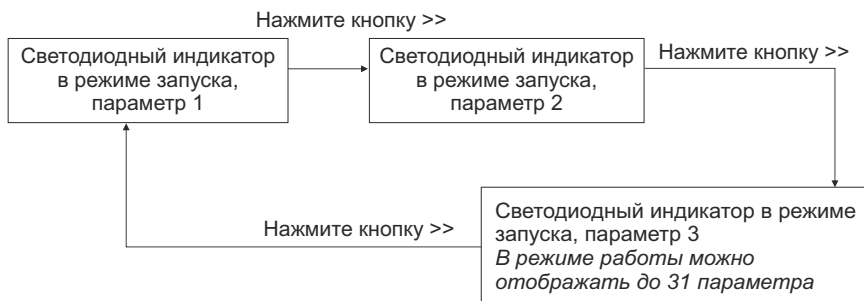 Нажмите кнопку >>
Светодиодный индикатор
в режиме запуска,
параметр 1
Светодиодный индикатор
в режиме запуска,
параметр 2
Нажмите кнопку >>
Светодиодный индикатор в режиме
запуска, параметр 3
В режиме работы можно
отображать до 31 параметра
Нажмите кнопку >>